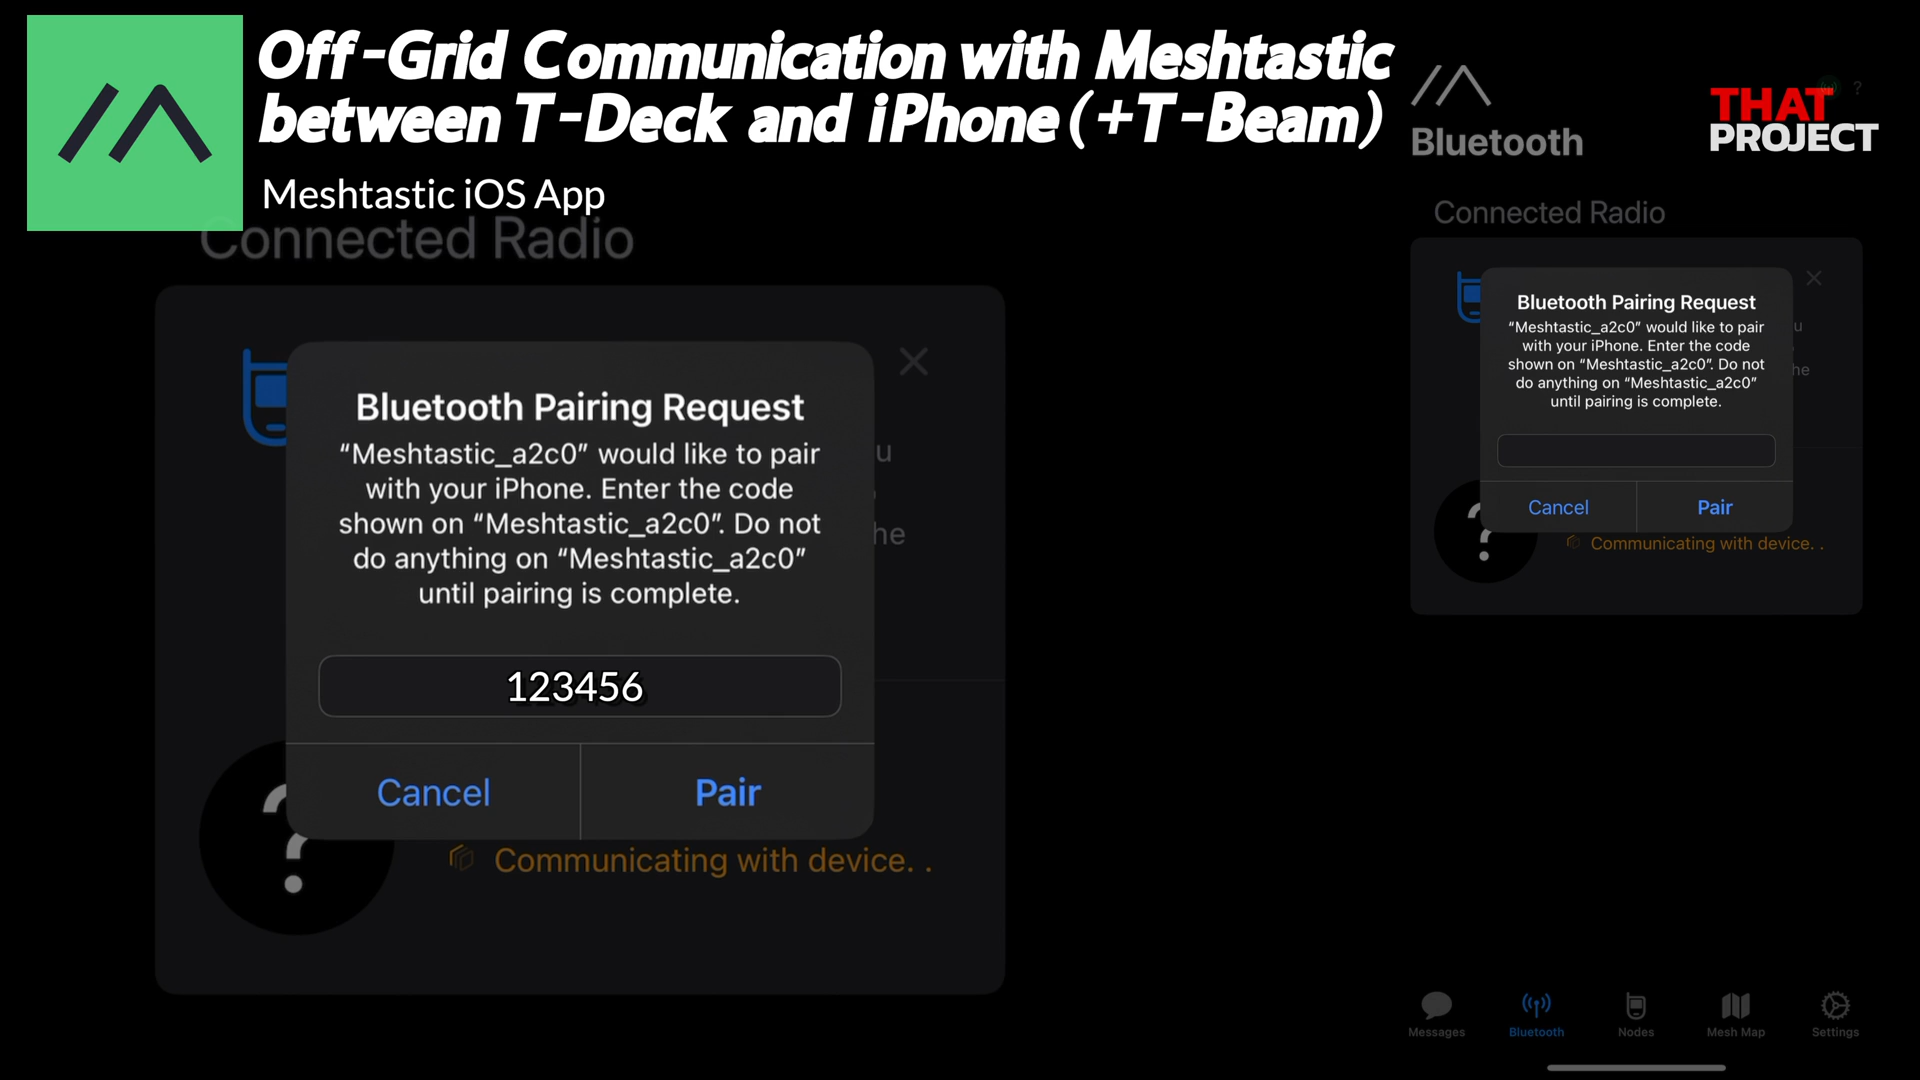 Off-Grid Communication with Meshtastic
between T-Deck and iPhone(+T-Beam)
Meshtastic iOS App
THAT
PROJECT
Connected Radio
Bluetooth Pairing Request
“Meshtastic_a2c0” would like to pair
with your iPhone. Enter the code
shown on “Meshtastic_a2c0”. Do not
do anything on “Meshtastic_a2c0”
until pairing is complete.
u
he
123456
Cancel
Pair
?
Communicating with device. .
?
Bluetooth
Connected Radio
Bluetooth Pairing Request
“Meshtastic_a2c0” would like to pair
with your iPhone. Enter the code
shown on “Meshtastic_a2c0”. Do not
do anything on “Meshtastic_a2c0”
until pairing is complete.
u
he
Cancel
Pair
?
Communicating with device. .
Messages
Bluetooth
Nodes
Mesh Map
Settings